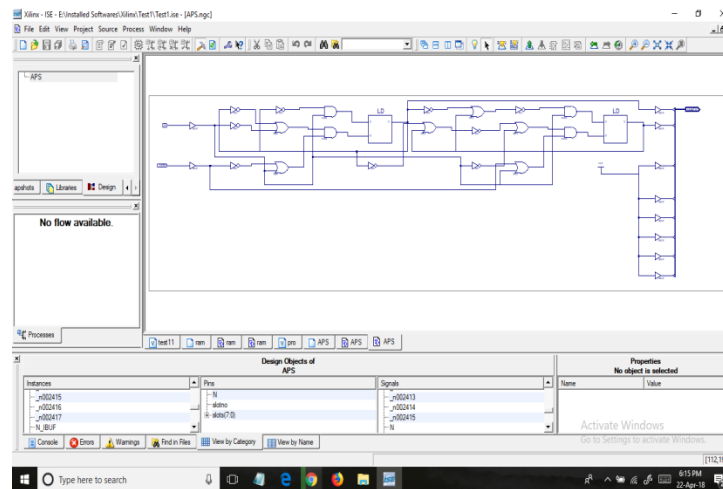 Xilinx - ISE - E:\Installed Softwares\Xilinx\Test1\Test1.ise - [APS.ngc]
File Edit View Project Source Process Window Help
APS
apshots Libraries Design
No flow available.
Processes
LD LD
test11 ram ram ram pro APS APS APS
Design Objects of
APS
Properties
No object is selected
Instances Pins Signals Name Value
_n002415
_n002416
_n002417
N_IBUF
N
slotno
slots(7:0)
_n002413
_n002414
_n002415
N
Activate Windows
Go to Settings to activate Windows.
Console Errors Warnings Find in Files View by Category View by Name
[112,1
Type here to search
6:15 PM
22-Apr-18